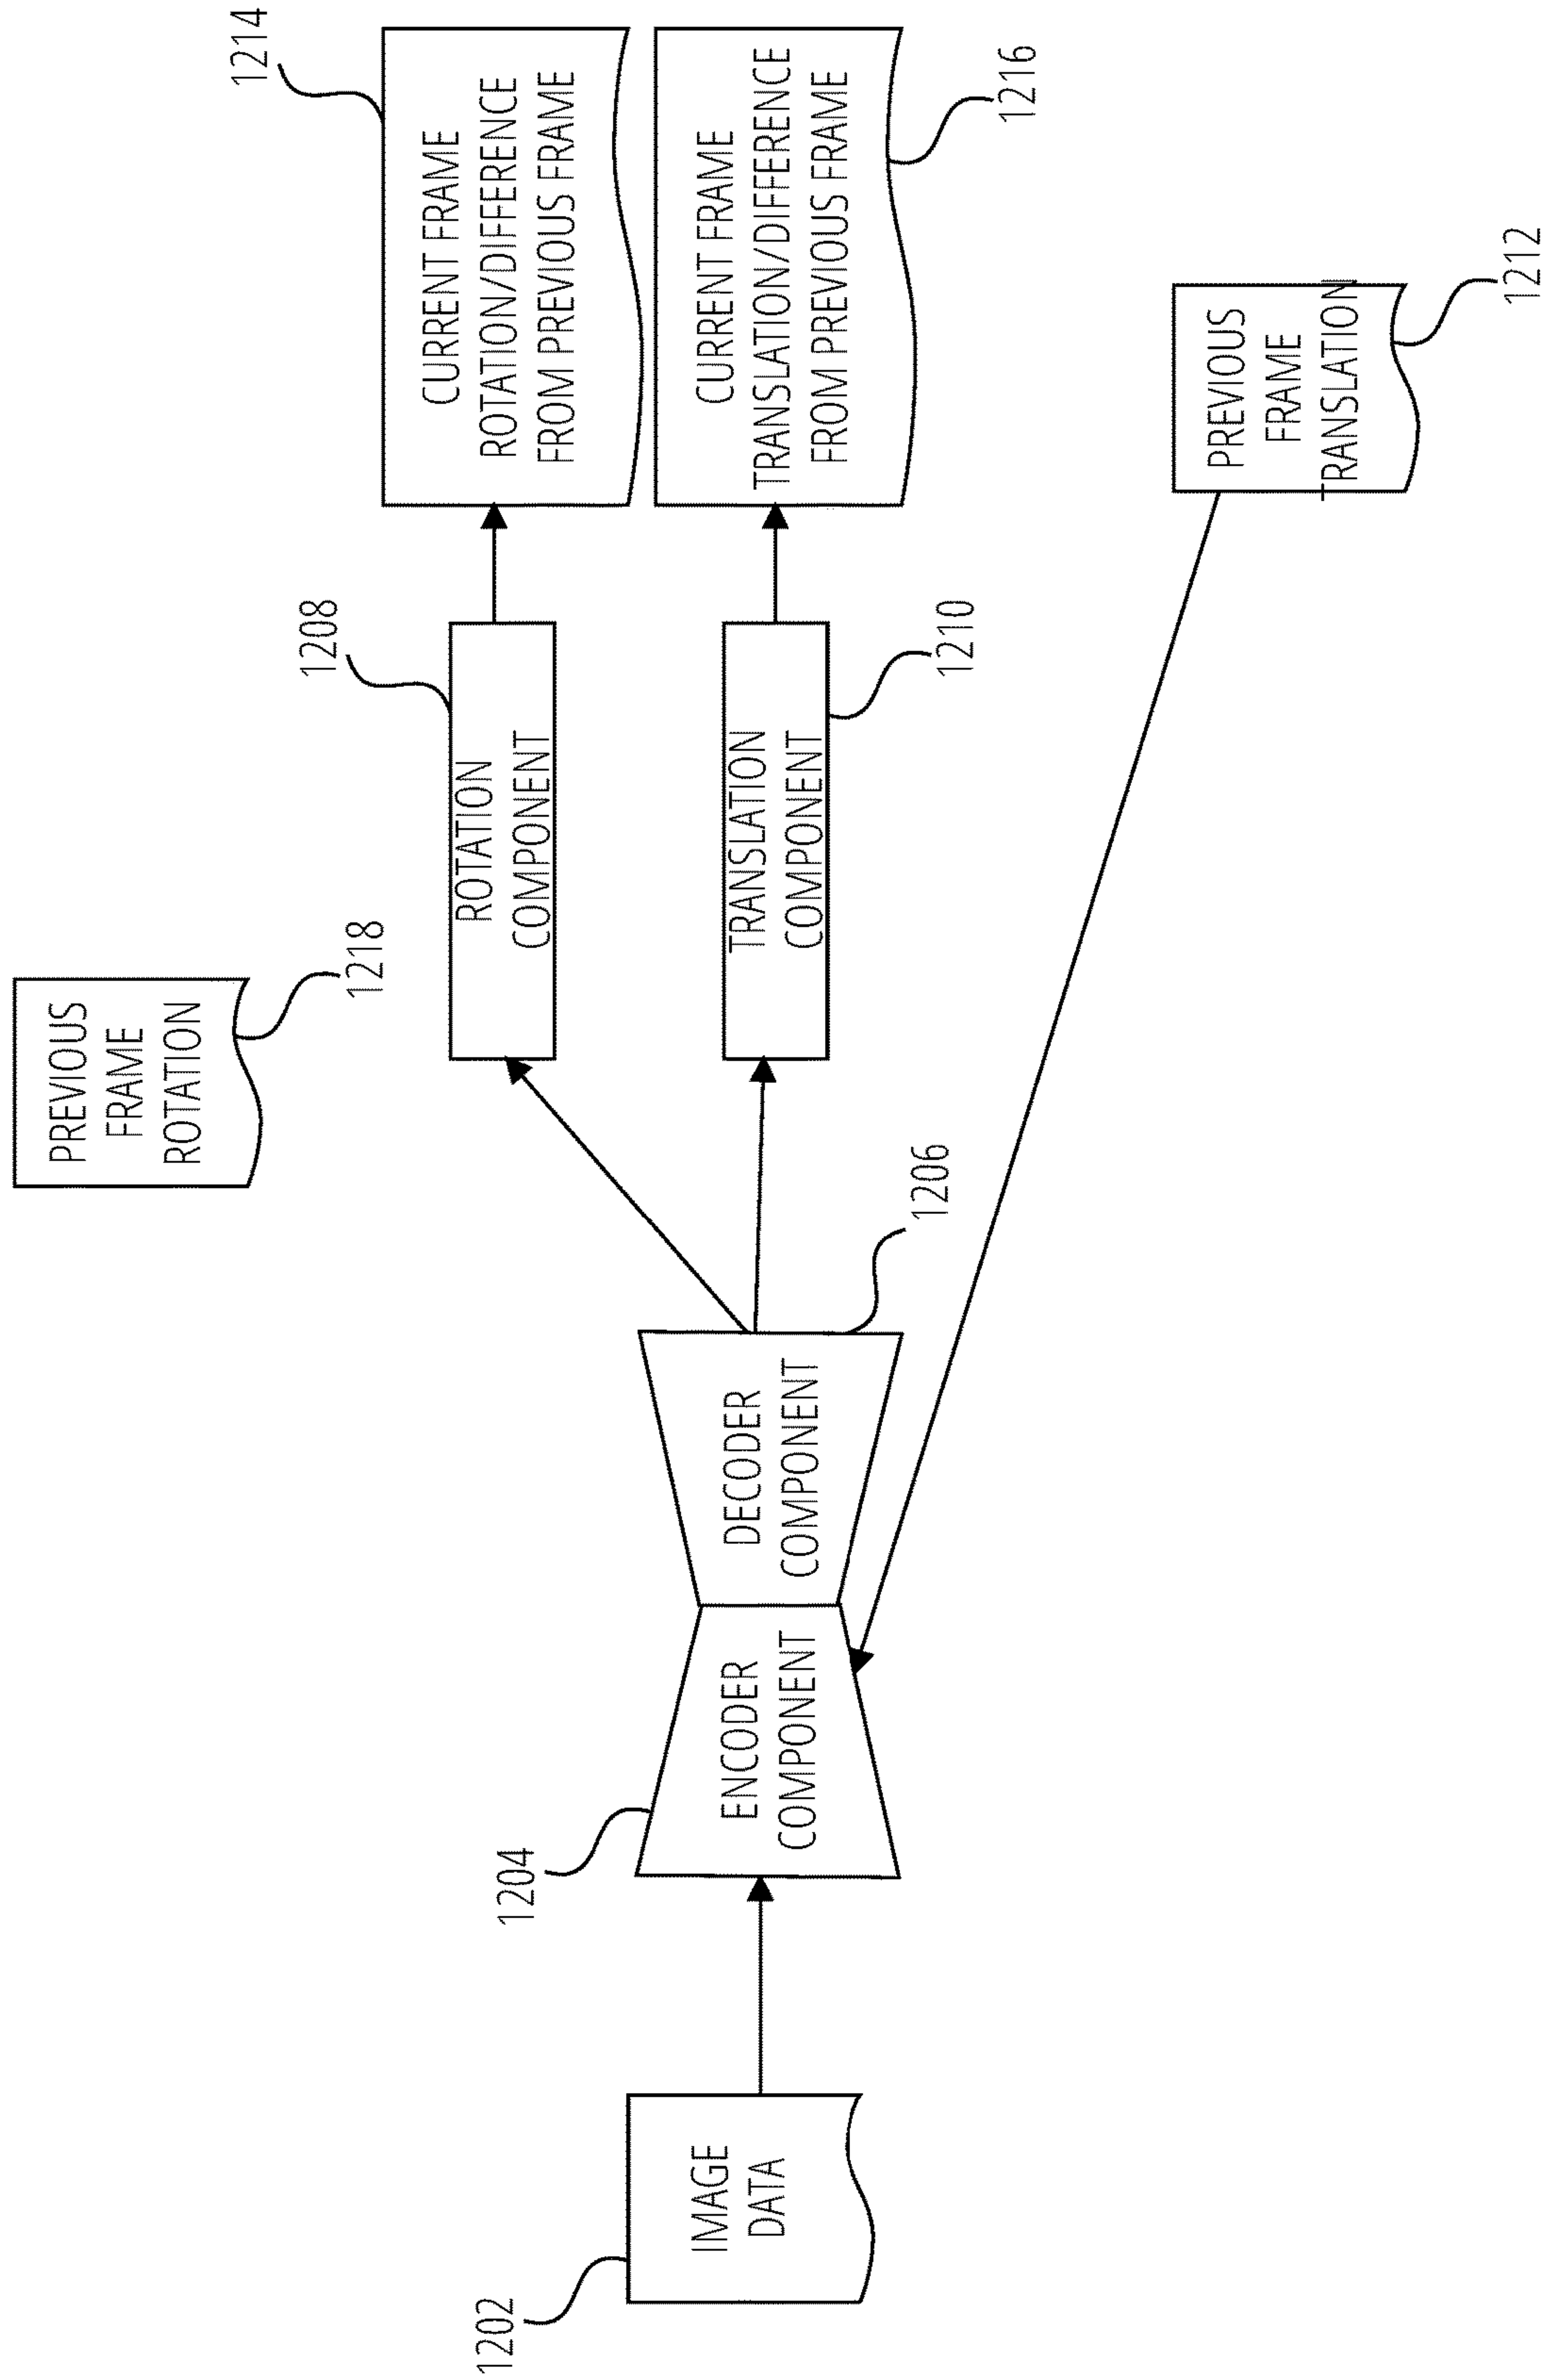 PREVIOUS
FRAME
ROTATION
1218
1214
CURRENT FRAME
ROTATION/DIFFERENCE
FROM PREVIOUS FRAME
1208
ROTATION
COMPONENT
1202
IMAGE
DATA
1204
ENCODER
COMPONENT
DECODER
COMPONENT
1206
TRANSLATION
COMPONENT
1210
CURRENT FRAME
TRANSLATION/DIFFERENCE
FROM PREVIOUS FRAME
1216
PREVIOUS
FRAME
TRANSLATION
1212